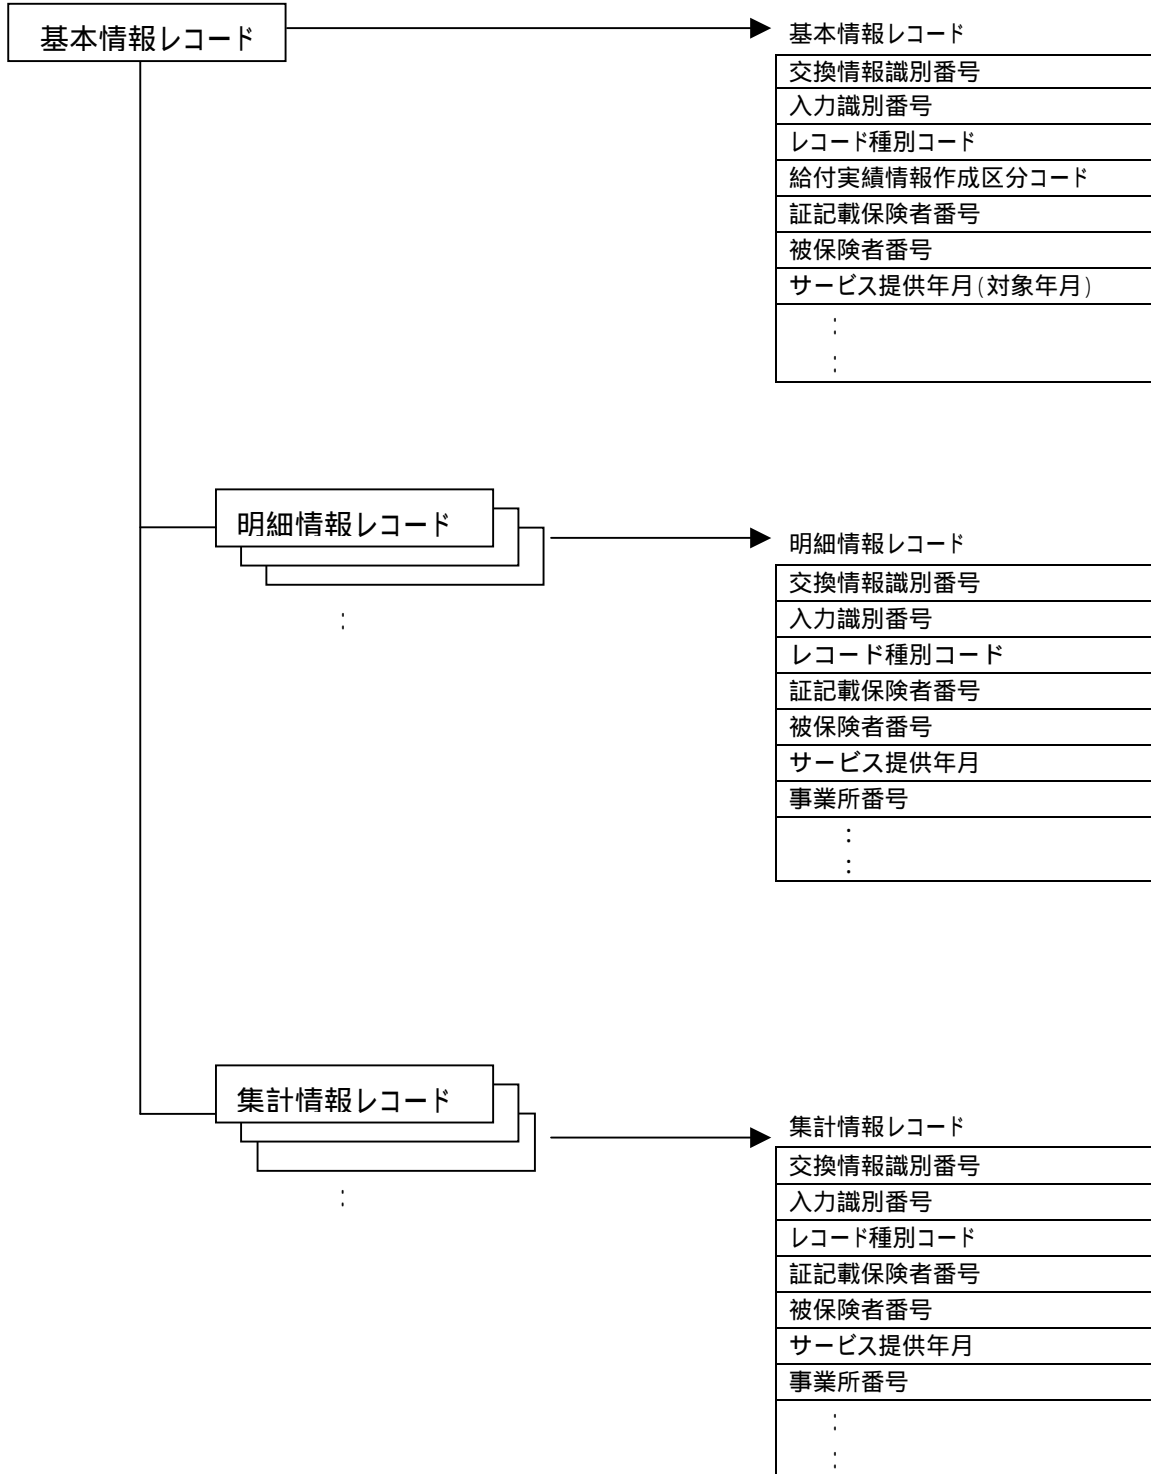 基本情報レコード
基本情報レコード
交換情報識別番号
入力識別番号
レコード種別コード
給付実績情報作成区分コード
証記載保険者番号
被保険者番号
サービス提供年月(対象年月)
:
:
明細情報レコード
:
明細情報レコード
交換情報識別番号
入力識別番号
レコード種別コード
証記載保険者番号
被保険者番号
サービス提供年月
事業所番号
:
:
集計情報レコード
:
集計情報レコード
交換情報識別番号
入力識別番号
レコード種別コード
証記載保険者番号
被保険者番号
サービス提供年月
事業所番号
:
: